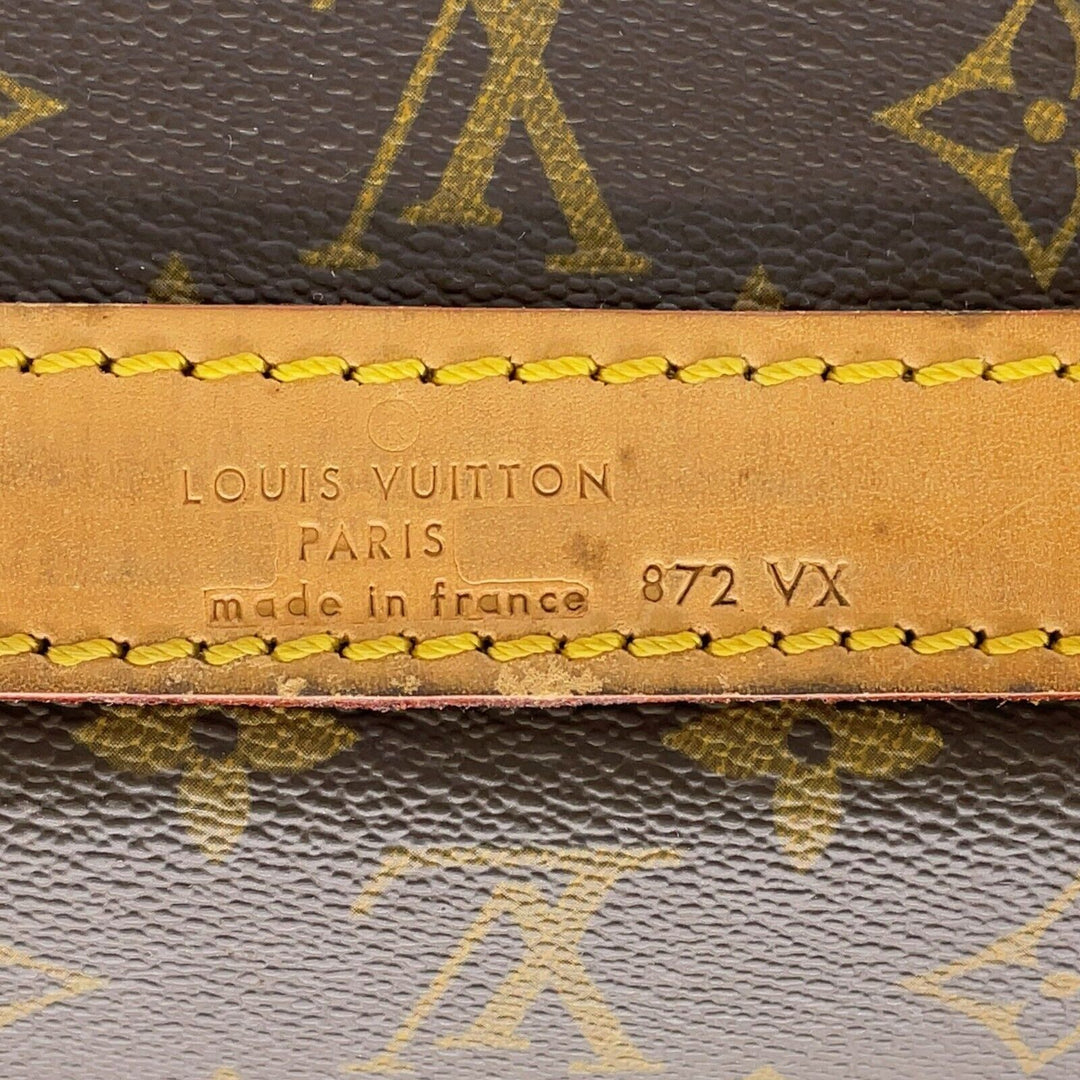 LOUIS VUITTON
PARIS
made in france 872 VX